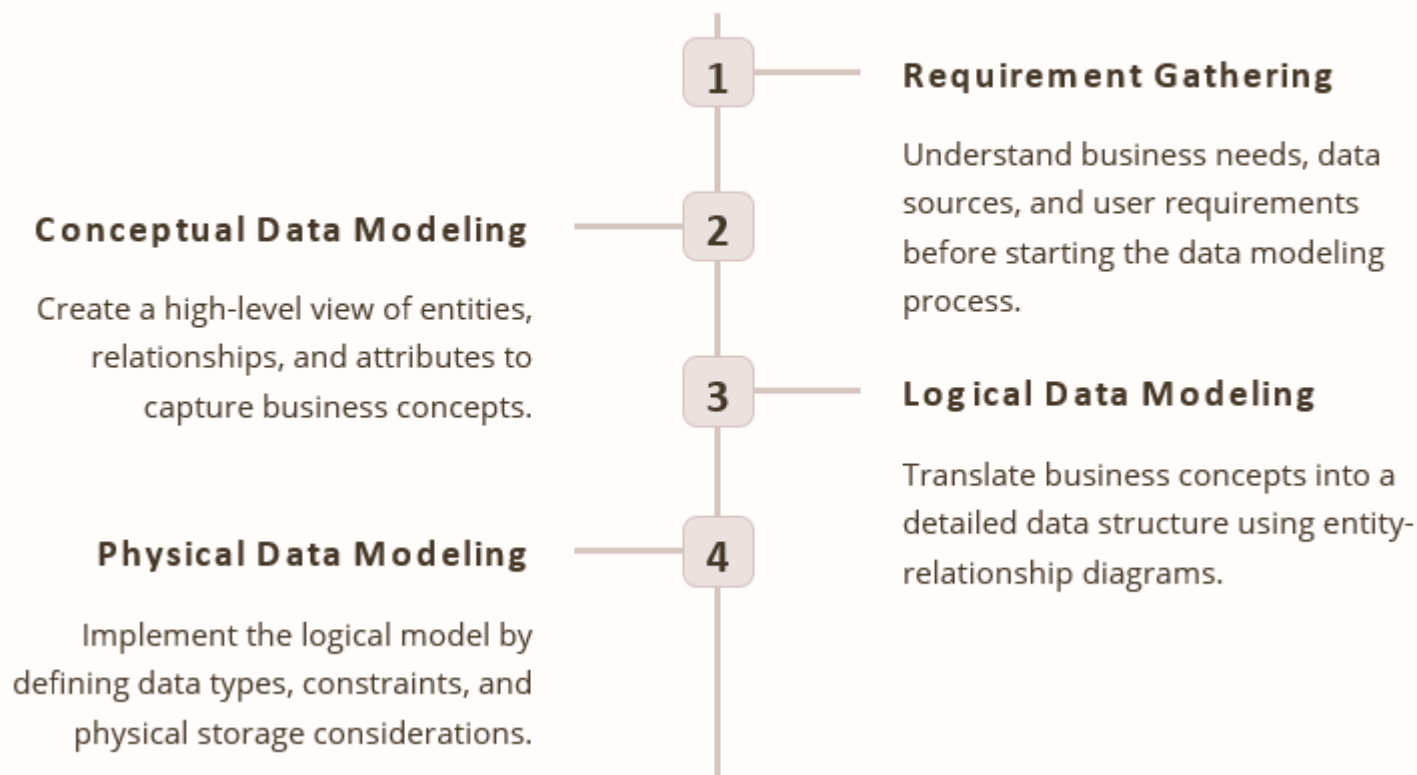 1
Requirement Gathering
Understand business needs, data
sources, and user requirements
before starting the data modeling
process.
2
Conceptual Data Modeling
Create a high-level view of entities,
relationships, and attributes to
capture business concepts.
3
Logical Data Modeling
Translate business concepts into a
detailed data structure using entity-
relationship diagrams.
4
Physical Data Modeling
Implement the logical model by
defining data types, constraints, and
physical storage considerations.